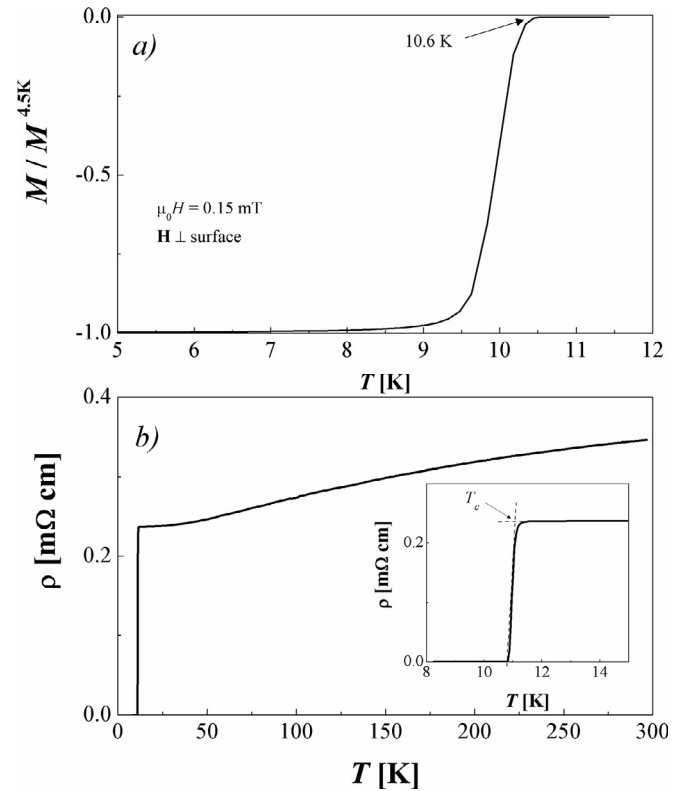 a)
M / M 4.5K
0.0
-0.5
-1.0
10.6 K
μ0H = 0.15 mT
H ⊥ surface
5 6 7 8 9 10 11 12
T [K]
b)
ρ [mΩ cm]
0.4
0.2
0.0
0 50 100 150 200 250 300
T [K]
Tc
ρ [mΩ cm]
0.2
0.0
8 10 12 14
T [K]